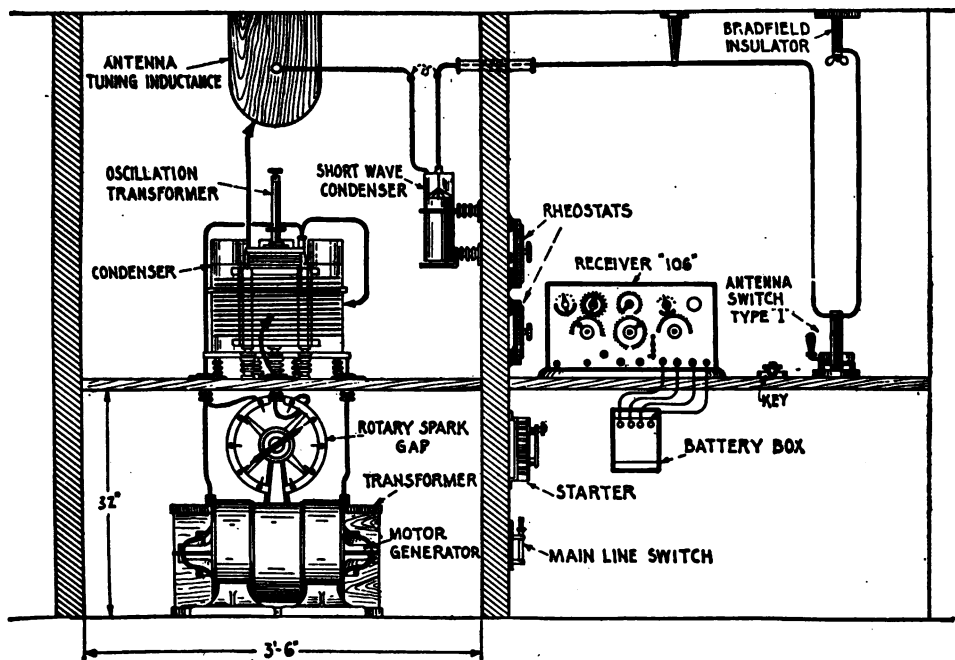 ANTENNA
TUNING INDUCTANCE
BRADFIELD
INSULATOR
OSCILLATION
TRANSFORMER
SHORT WAVE
CONDENSER
RHEOSTATS
CONDENSER
RECEIVER "106"
ANTENNA
SWITCH
TYPE "I"
KEY
ROTARY SPARK
GAP
BATTERY BOX
TRANSFORMER
STARTER
32"
MOTOR
GENERATOR
MAIN LINE SWITCH
3'-6"